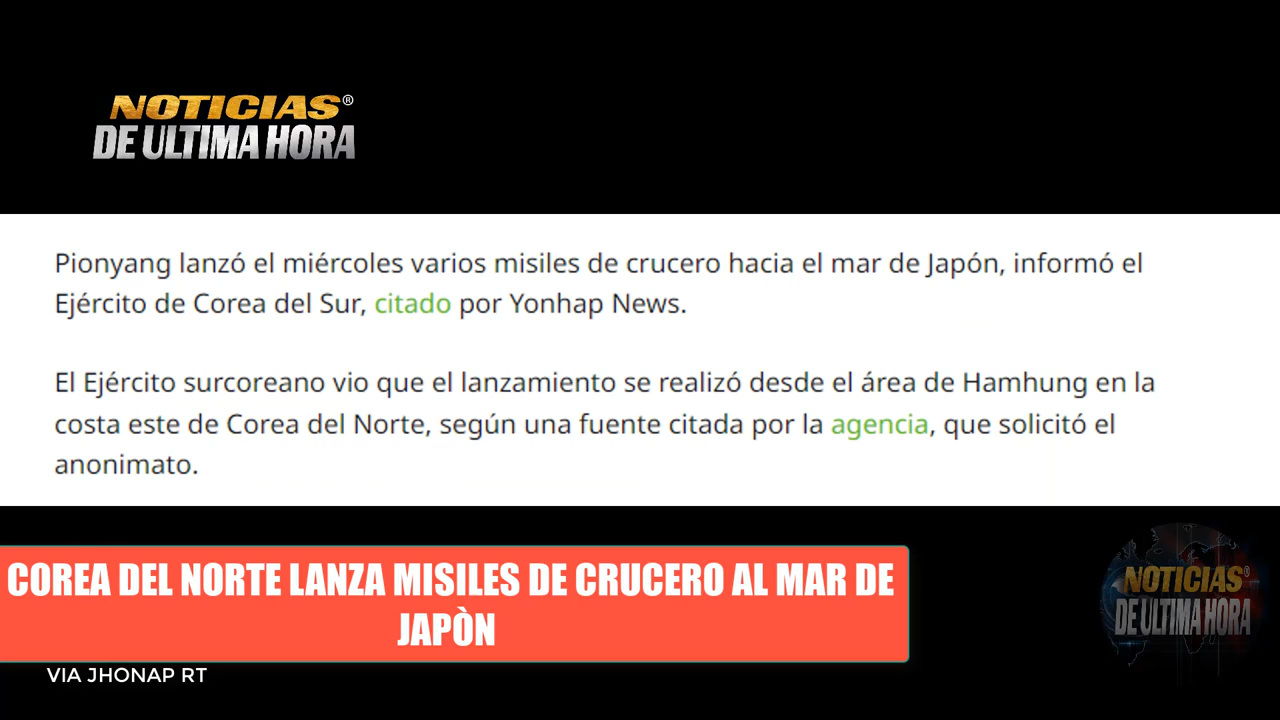 NOTICIAS®
DE ULTIMA HORA
Pionyang lanzó el miércoles varios misiles de crucero hacia el mar de Japón, informó el
Ejército de Corea del Sur, citado por Yonhap News.
El Ejército surcoreano vio que el lanzamiento se realizó desde el área de Hamhung en la
costa este de Corea del Norte, según una fuente citada por la agencia, que solicitó el
anonimato.
COREA DEL NORTE LANZA MISILES DE CRUCERO AL MAR DE
JAPÒN
VIA JHONAP RT
NOTICIAS®
DE ULTIMA HORA